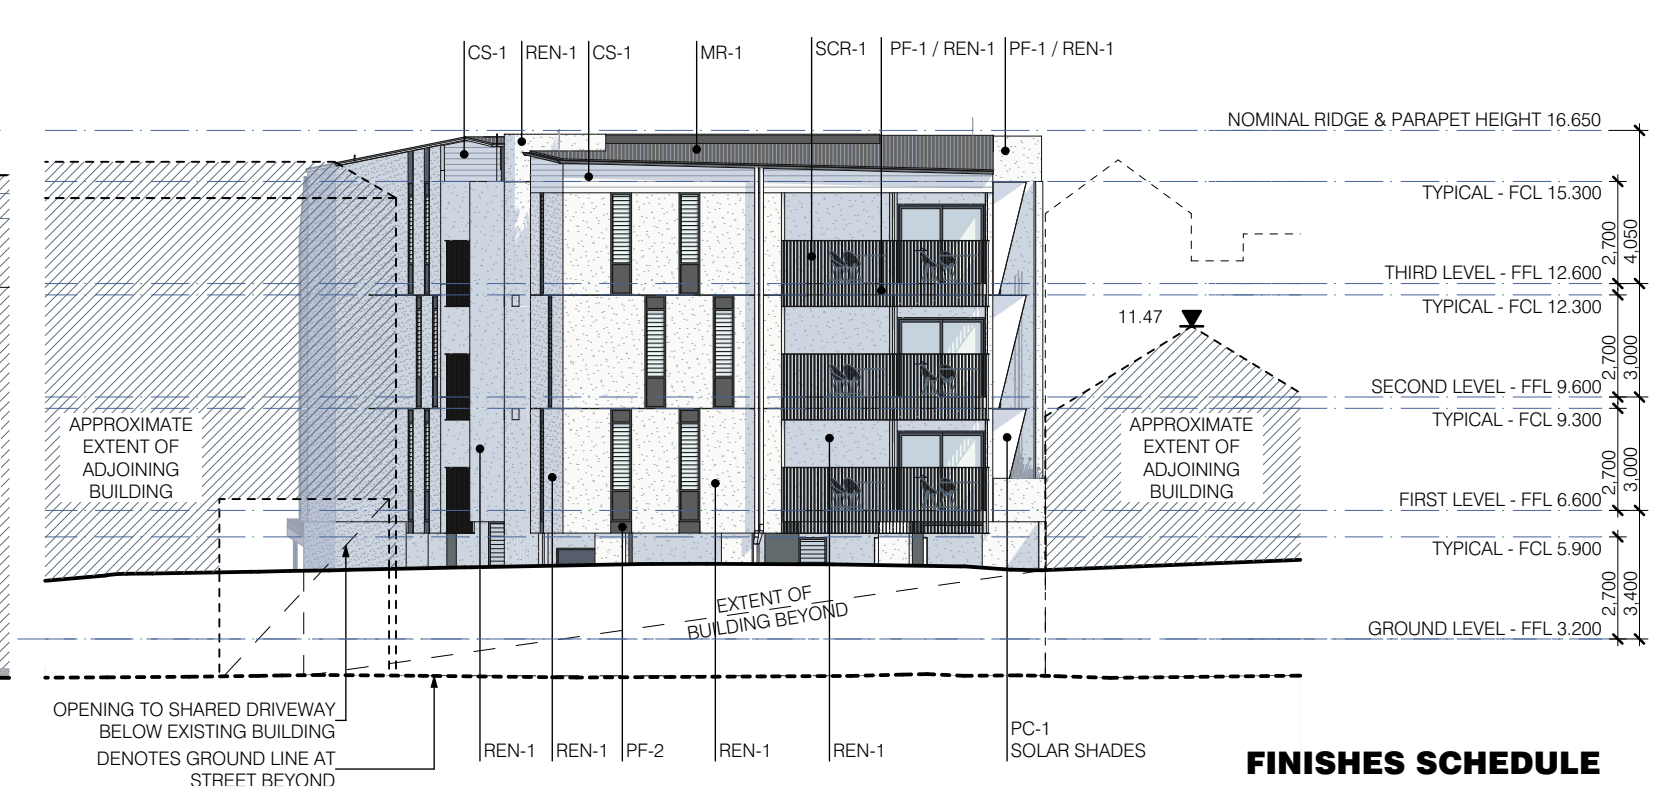 CS-1
REN-1
CS-1
MR-1
SCR-1
PF-1 / REN-1
PF-1 / REN-1
NOMINAL RIDGE & PARAPET HEIGHT 16.650
TYPICAL - FCL 15.300
2,700
4,050
THIRD LEVEL - FFL 12.600
TYPICAL - FCL 12.300
11.47
2,700
3,000
SECOND LEVEL - FFL 9.600
TYPICAL - FCL 9.300
APPROXIMATE
EXTENT OF
ADJOINING
BUILDING
APPROXIMATE
EXTENT OF
ADJOINING
BUILDING
2,700
3,000
FIRST LEVEL - FFL 6.600
TYPICAL - FCL 5.900
2,700
3,400
EXTENT OF
BUILDING BEYOND
GROUND LEVEL - FFL 3.200
OPENING TO SHARED DRIVEWAY
BELOW EXISTING BUILDING
DENOTES GROUND LINE AT
STREET BEYOND
REN-1
REN-1
PF-2
REN-1
REN-1
PC-1
SOLAR SHADES
FINISHES SCHEDULE